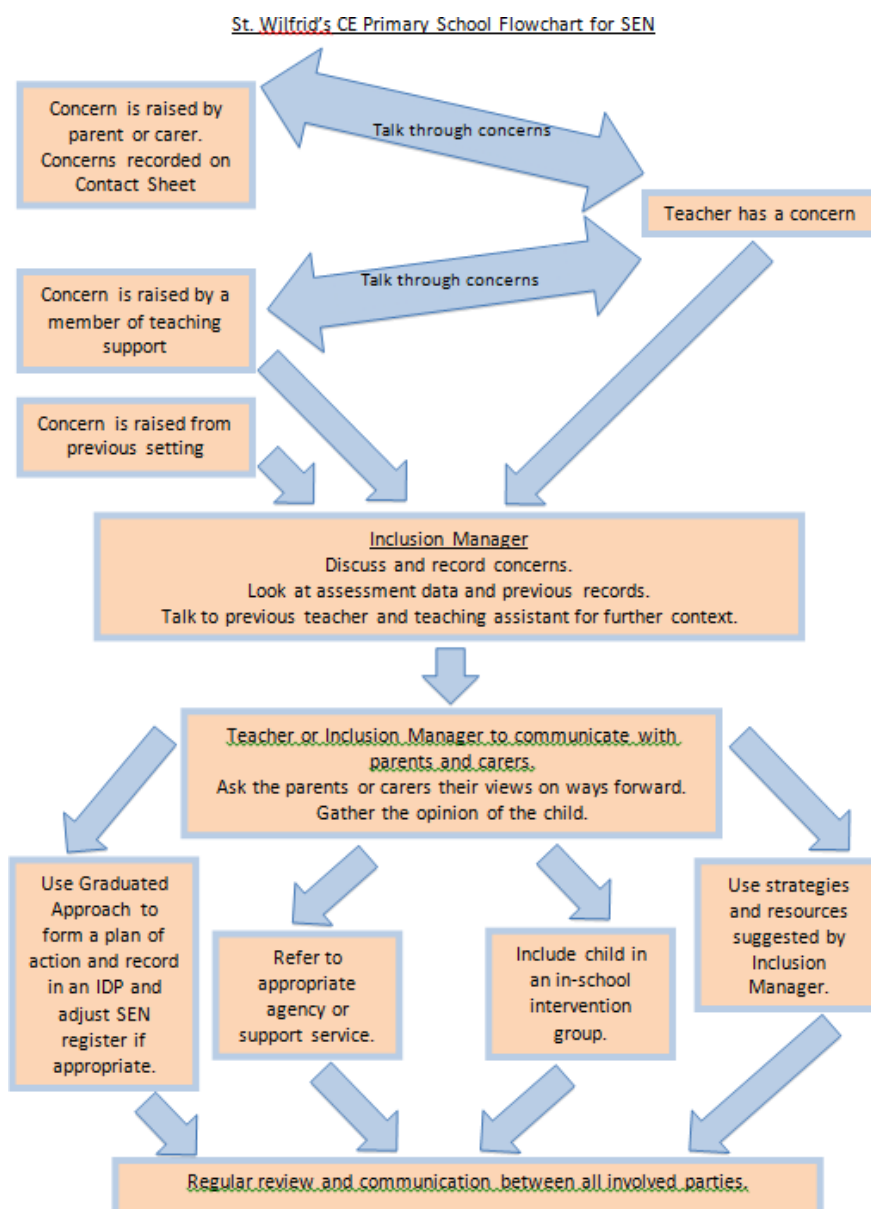 St. Wilfrid's CE Primary School Flowchart for SEN
Concern is raised by
parent or carer.
Concerns recorded on
Contact Sheet
Talk through concerns
Teacher has a concern
Talk through concerns
Concern is raised by a
member of teaching
support
Concern is raised from
previous setting
Inclusion Manager
Discuss and record concerns.
Look at assessment data and previous records.
Talk to previous teacher and teaching assistant for further context.
Teacher or Inclusion Manager to communicate with
parents and carers.
Ask the parents or carers their views on ways forward.
Gather the opinion of the child.
Use Graduated
Approach to
form a plan of
action and record
in an IDP and
adjust SEN
register if
appropriate.
Refer to
appropriate
agency or
support service.
Include child in
an in-school
intervention
group.
Use strategies
and resources
suggested by
Inclusion
Manager.
Regular review and communication between all involved parties.